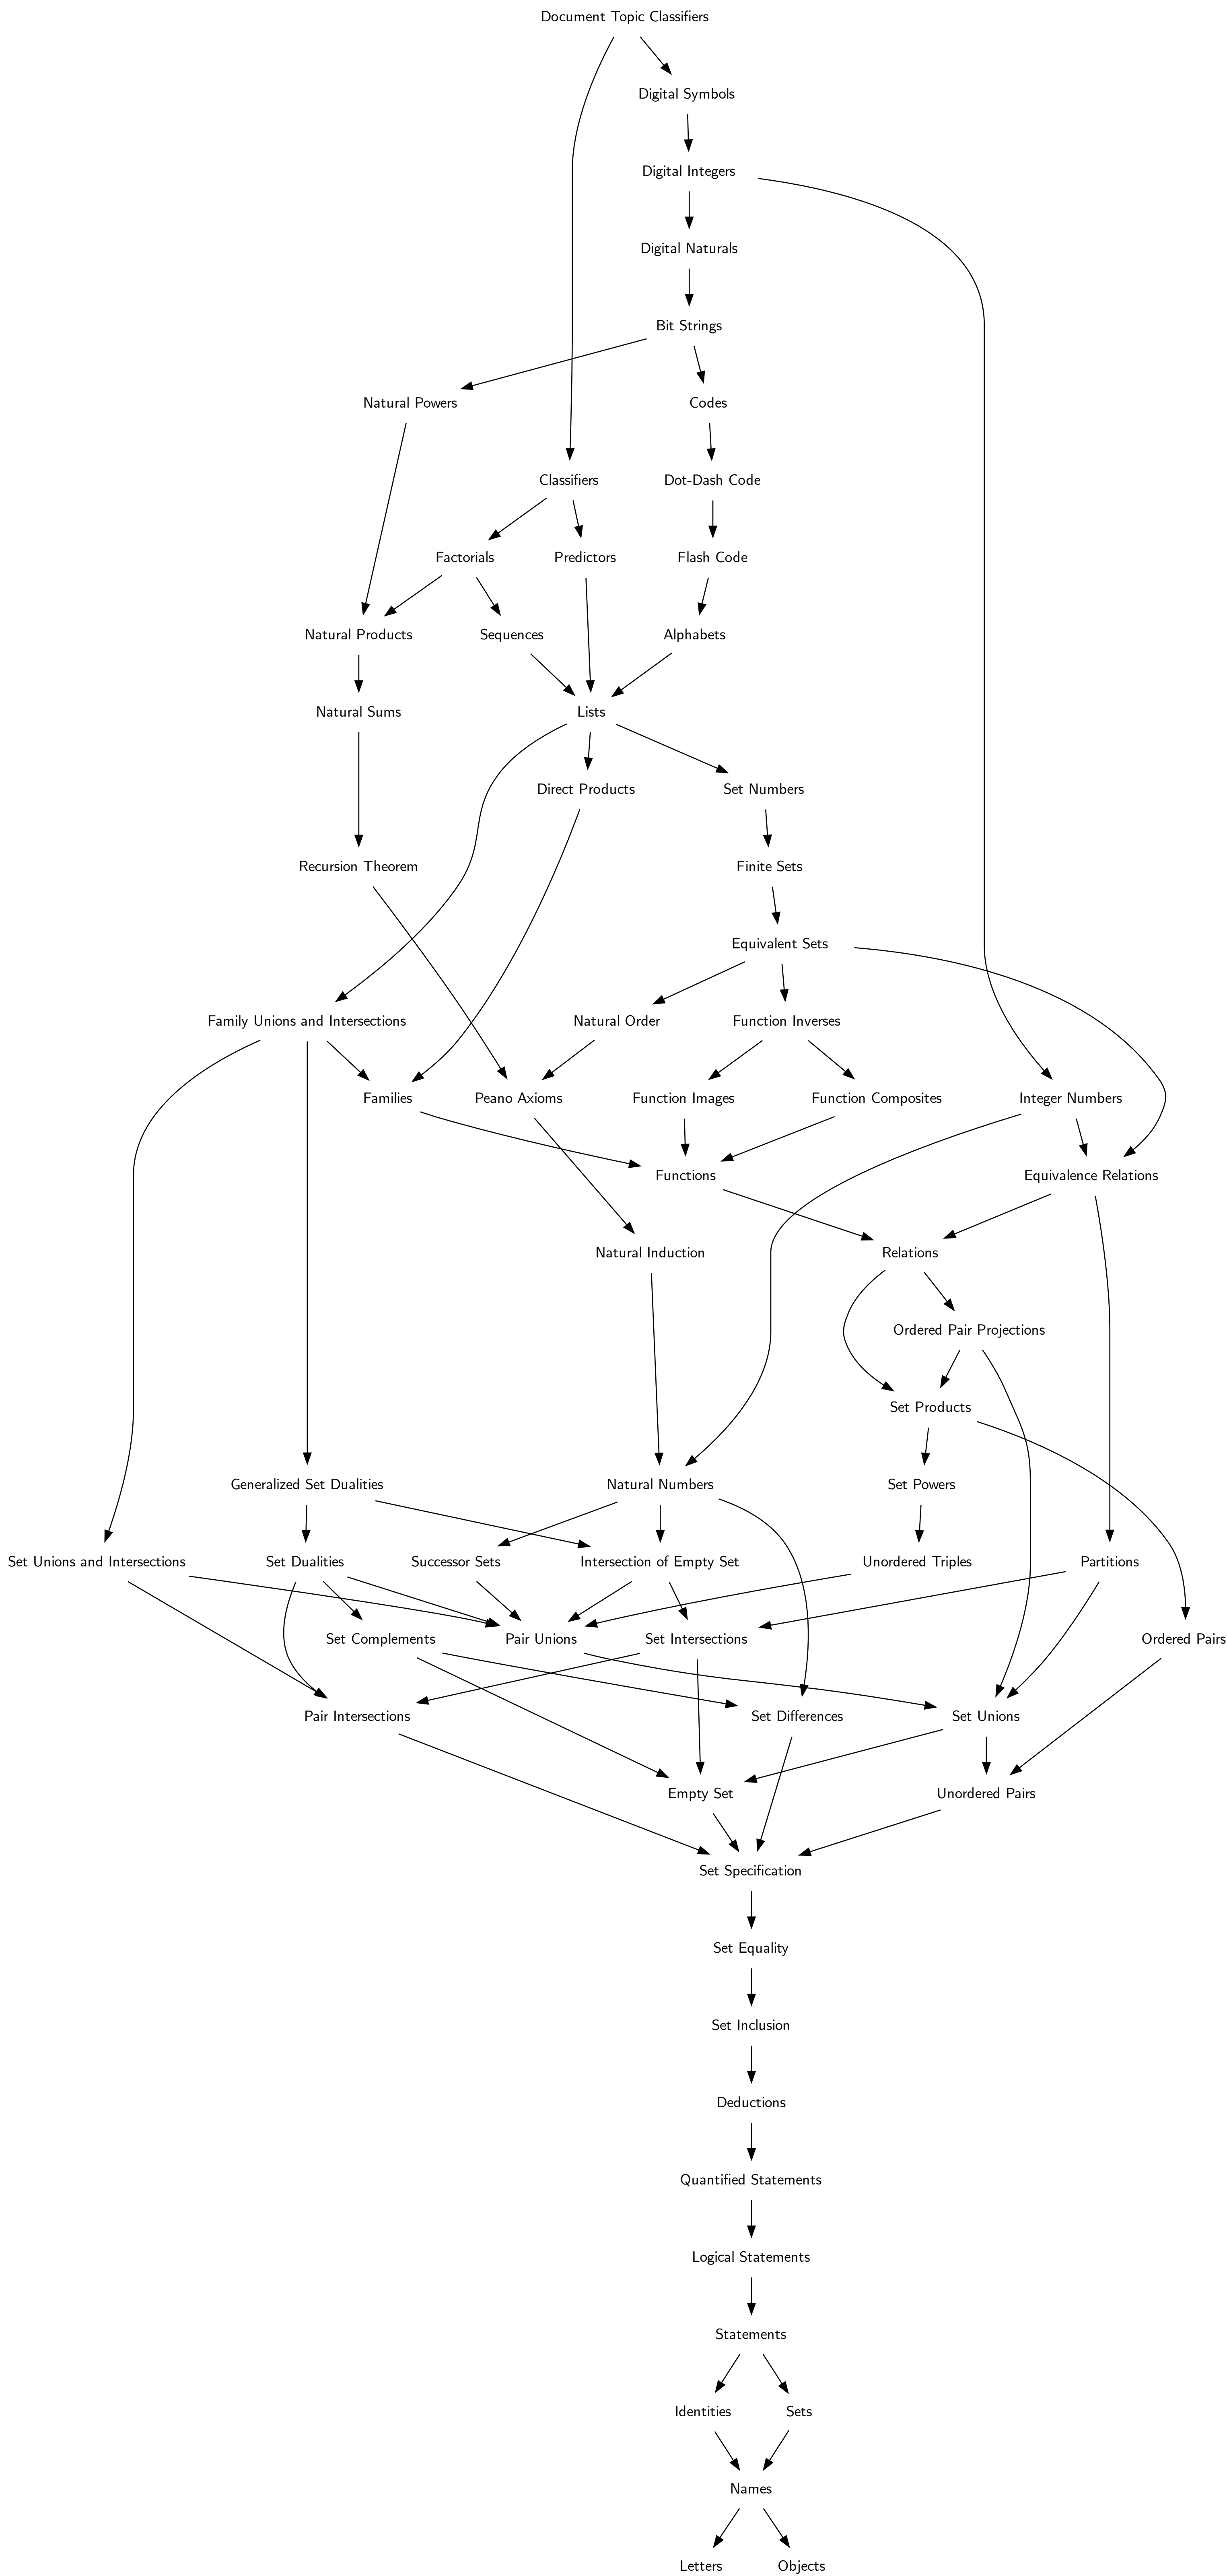 Document Topic Classifiers
Digital Symbols
Digital Integers
Digital Naturals
Bit Strings
Natural Powers
Codes
Classifiers
Dot-Dash Code
Factorials
Predictors
Flash Code
Natural Products
Sequences
Alphabets
Natural Sums
Lists
Direct Products
Set Numbers
Recursion Theorem
Finite Sets
Equivalent Sets
Family Unions and Intersections
Natural Order
Function Inverses
Families
Peano Axioms
Function Images
Function Composites
Integer Numbers
Functions
Equivalence Relations
Natural Induction
Relations
Ordered Pair Projections
Set Products
Generalized Set Dualities
Natural Numbers
Set Powers
Set Unions and Intersections
Set Dualities
Successor Sets
Intersection of Empty Set
Unordered Triples
Partitions
Set Complements
Pair Unions
Set Intersections
Ordered Pairs
Pair Intersections
Set Differences
Set Unions
Empty Set
Unordered Pairs
Set Specification
Set Equality
Set Inclusion
Deductions
Quantified Statements
Logical Statements
Statements
Identities
Sets
Names
Letters
Objects